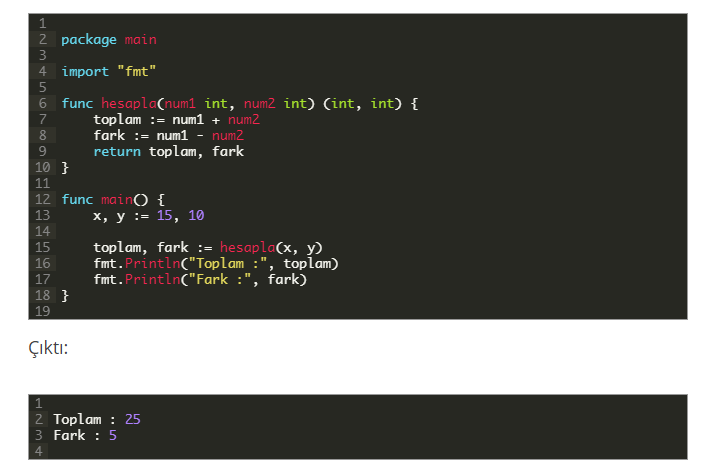 1
2 package main
3
4 import "fmt"
5
6 func hesapla(num1 int, num2 int) (int, int) {
7     toplam := num1 + num2
8     fark := num1 - num2
9     return toplam, fark
10 }
11
12 func main() {
13     x, y := 15, 10
14
15     toplam, fark := hesapla(x, y)
16     fmt.Println("Toplam :", toplam)
17     fmt.Println("Fark :", fark)
18 }
19
Çıktı:
1
2 Toplam : 25
3 Fark : 5
4